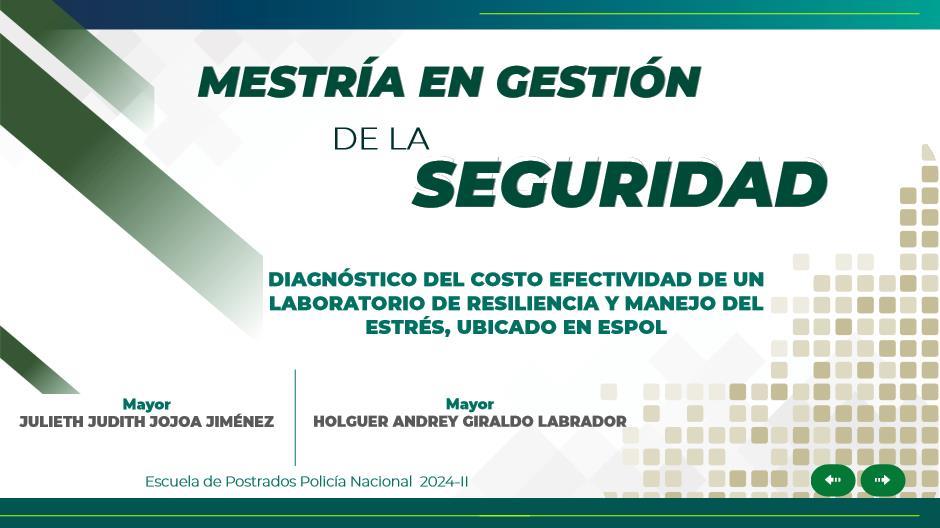 MESTRÍA EN GESTIÓN
DE LA
SEGURIDAD
DIAGNÓSTICO DEL COSTO EFECTIVIDAD DE UN
LABORATORIO DE RESILIENCIA Y MANEJO DEL
ESTRÉS, UBICADO EN ESPOL
Mayor
JULIETH JUDITH JOJOA JIMÉNEZ
Mayor
HOLGUER ANDREY GIRALDO LABRADOR
Escuela de Postrados Policía Nacional 2024-II